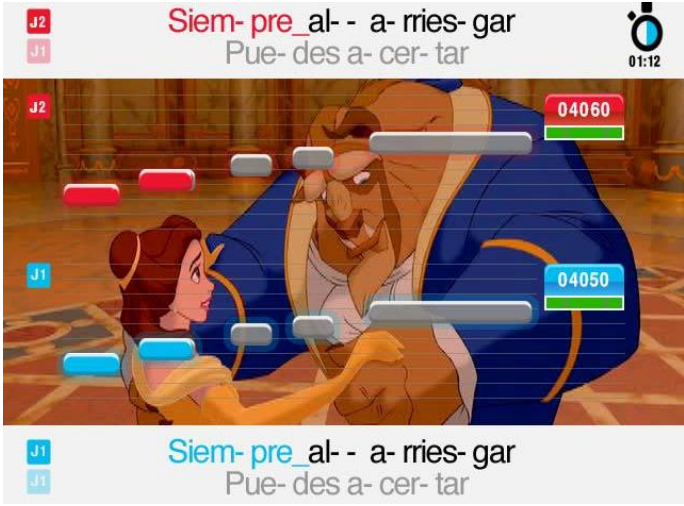 J2 Siem- pre_al- - a- rries- gar
J1 Pue- des a- cer- tar
01:12
J2 04060
J1 04050
J1 Siem- pre_al- - a- rries- gar
J1 Pue- des a- cer- tar